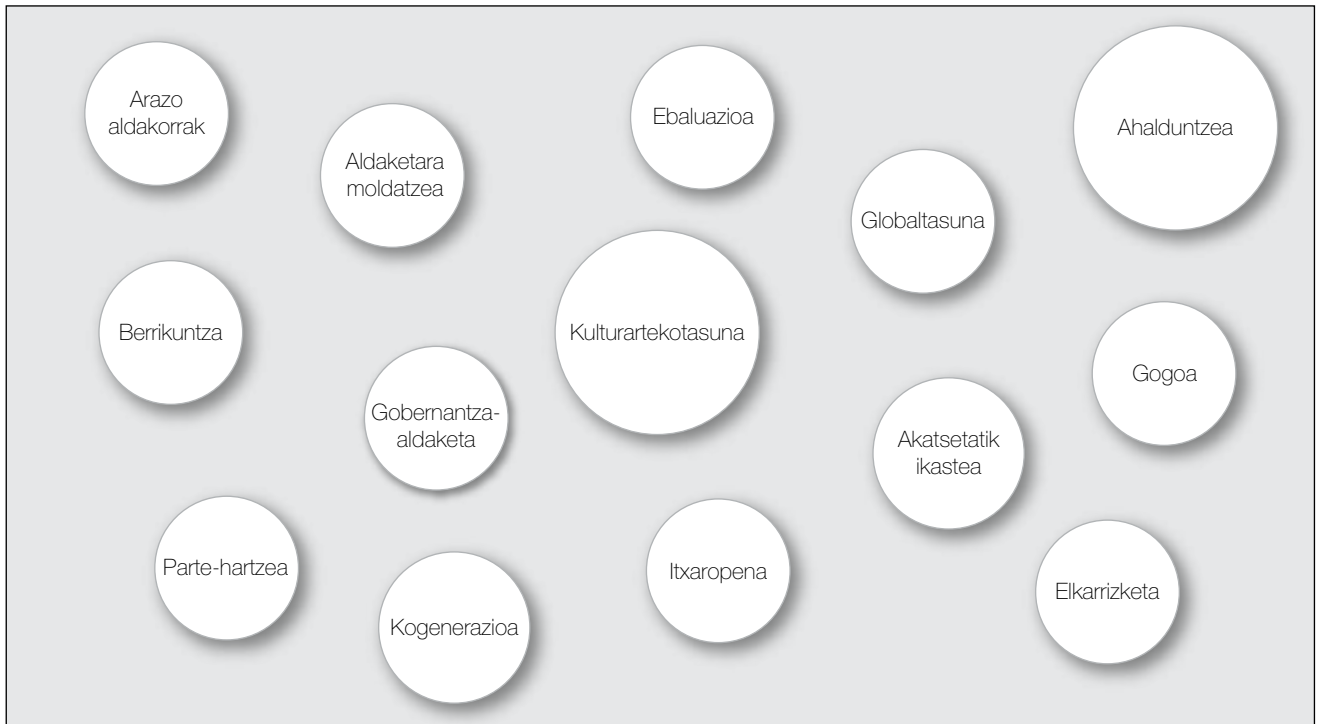 Arazo
aldakorrak
Aldaketara
moldatzea
Ebaluazioa
Globaltasuna
Ahalduntzea
Berrikuntza
Gobernantza-
aldaketa
Kulturartekotasuna
Akatsetatik
ikastea
Gogoa
Parte-hartzea
Kogenerazioa
Itxaropena
Elkarrizketa